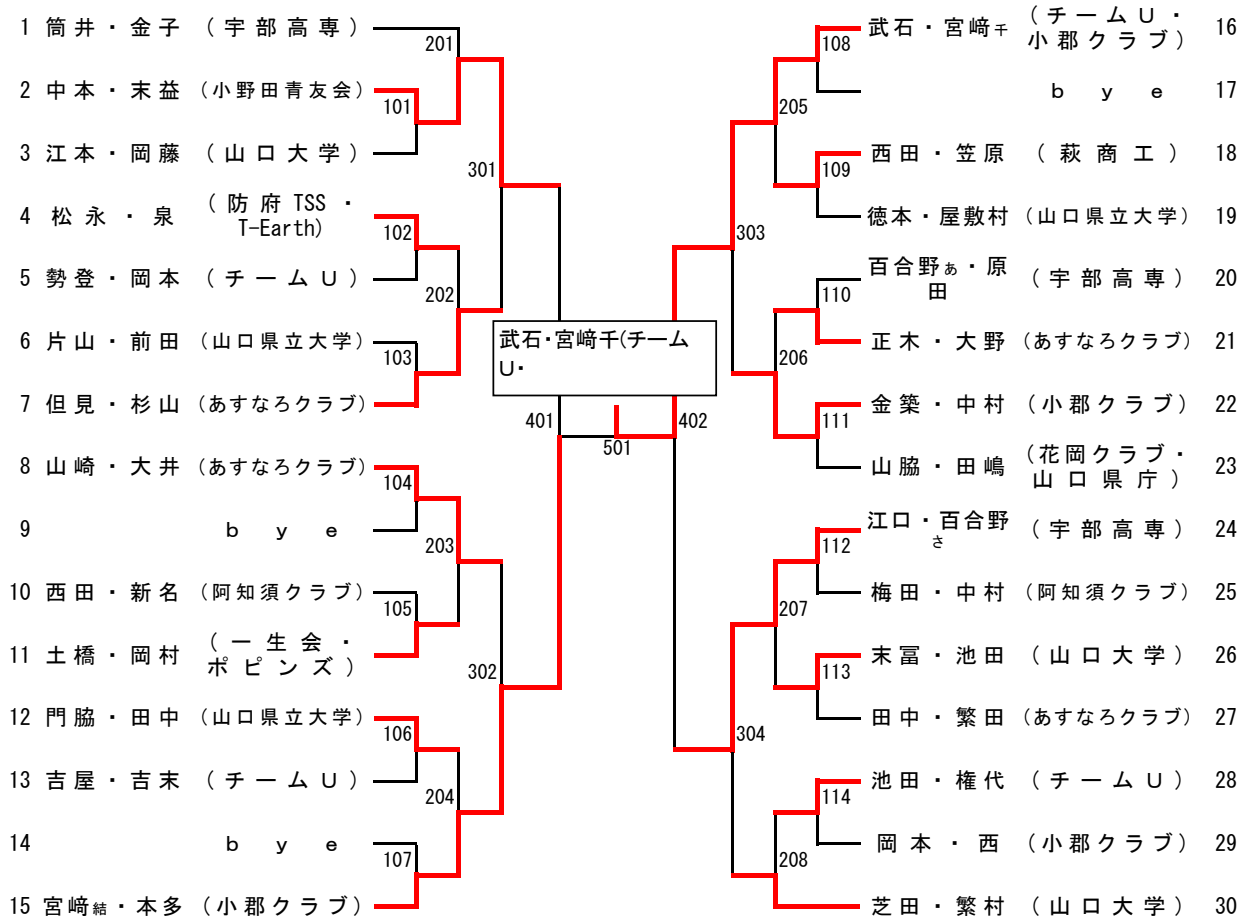 1 筒井・金子 (宇部高専)
201
2 中本・末益 (小野田青友会)
101
3 江本・岡藤 (山口大学)
301
4 松永・泉 (防府TSS・
T-Earth)
102
5 勢登・岡本 (チームU)
202
6 片山・前田 (山口県立大学)
103
7 但見・杉山 (あすなろクラブ)
401
8 山崎・大井 (あすなろクラブ)
104
9 bye
203
10 西田・新名 (阿知須クラブ)
105
11 土橋・岡村 (一生会・
ポピンズ)
302
12 門脇・田中 (山口県立大学)
106
13 吉屋・吉末 (チームU)
204
14 bye
107
15 宮﨑結・本多 (小郡クラブ)
武石・宮﨑千(チーム
U・
501
武石・宮﨑千 (チームU・
小郡クラブ) 16
108
bye 17
205
西田・笠原 (萩商工) 18
109
徳本・屋敷村 (山口県立大学) 19
303
百合野あ・原
田 (宇部高専) 20
110
正木・大野 (あすなろクラブ) 21
206
金築・中村 (小郡クラブ) 22
111
402
山脇・田嶋 (花岡クラブ・
山口県庁) 23
江口・百合野
さ (宇部高専) 24
112
梅田・中村 (阿知須クラブ) 25
207
末冨・池田 (山口大学) 26
113
田中・繁田 (あすなろクラブ) 27
304
池田・権代 (チームU) 28
114
岡本・西 (小郡クラブ) 29
208
芝田・繁村 (山口大学) 30